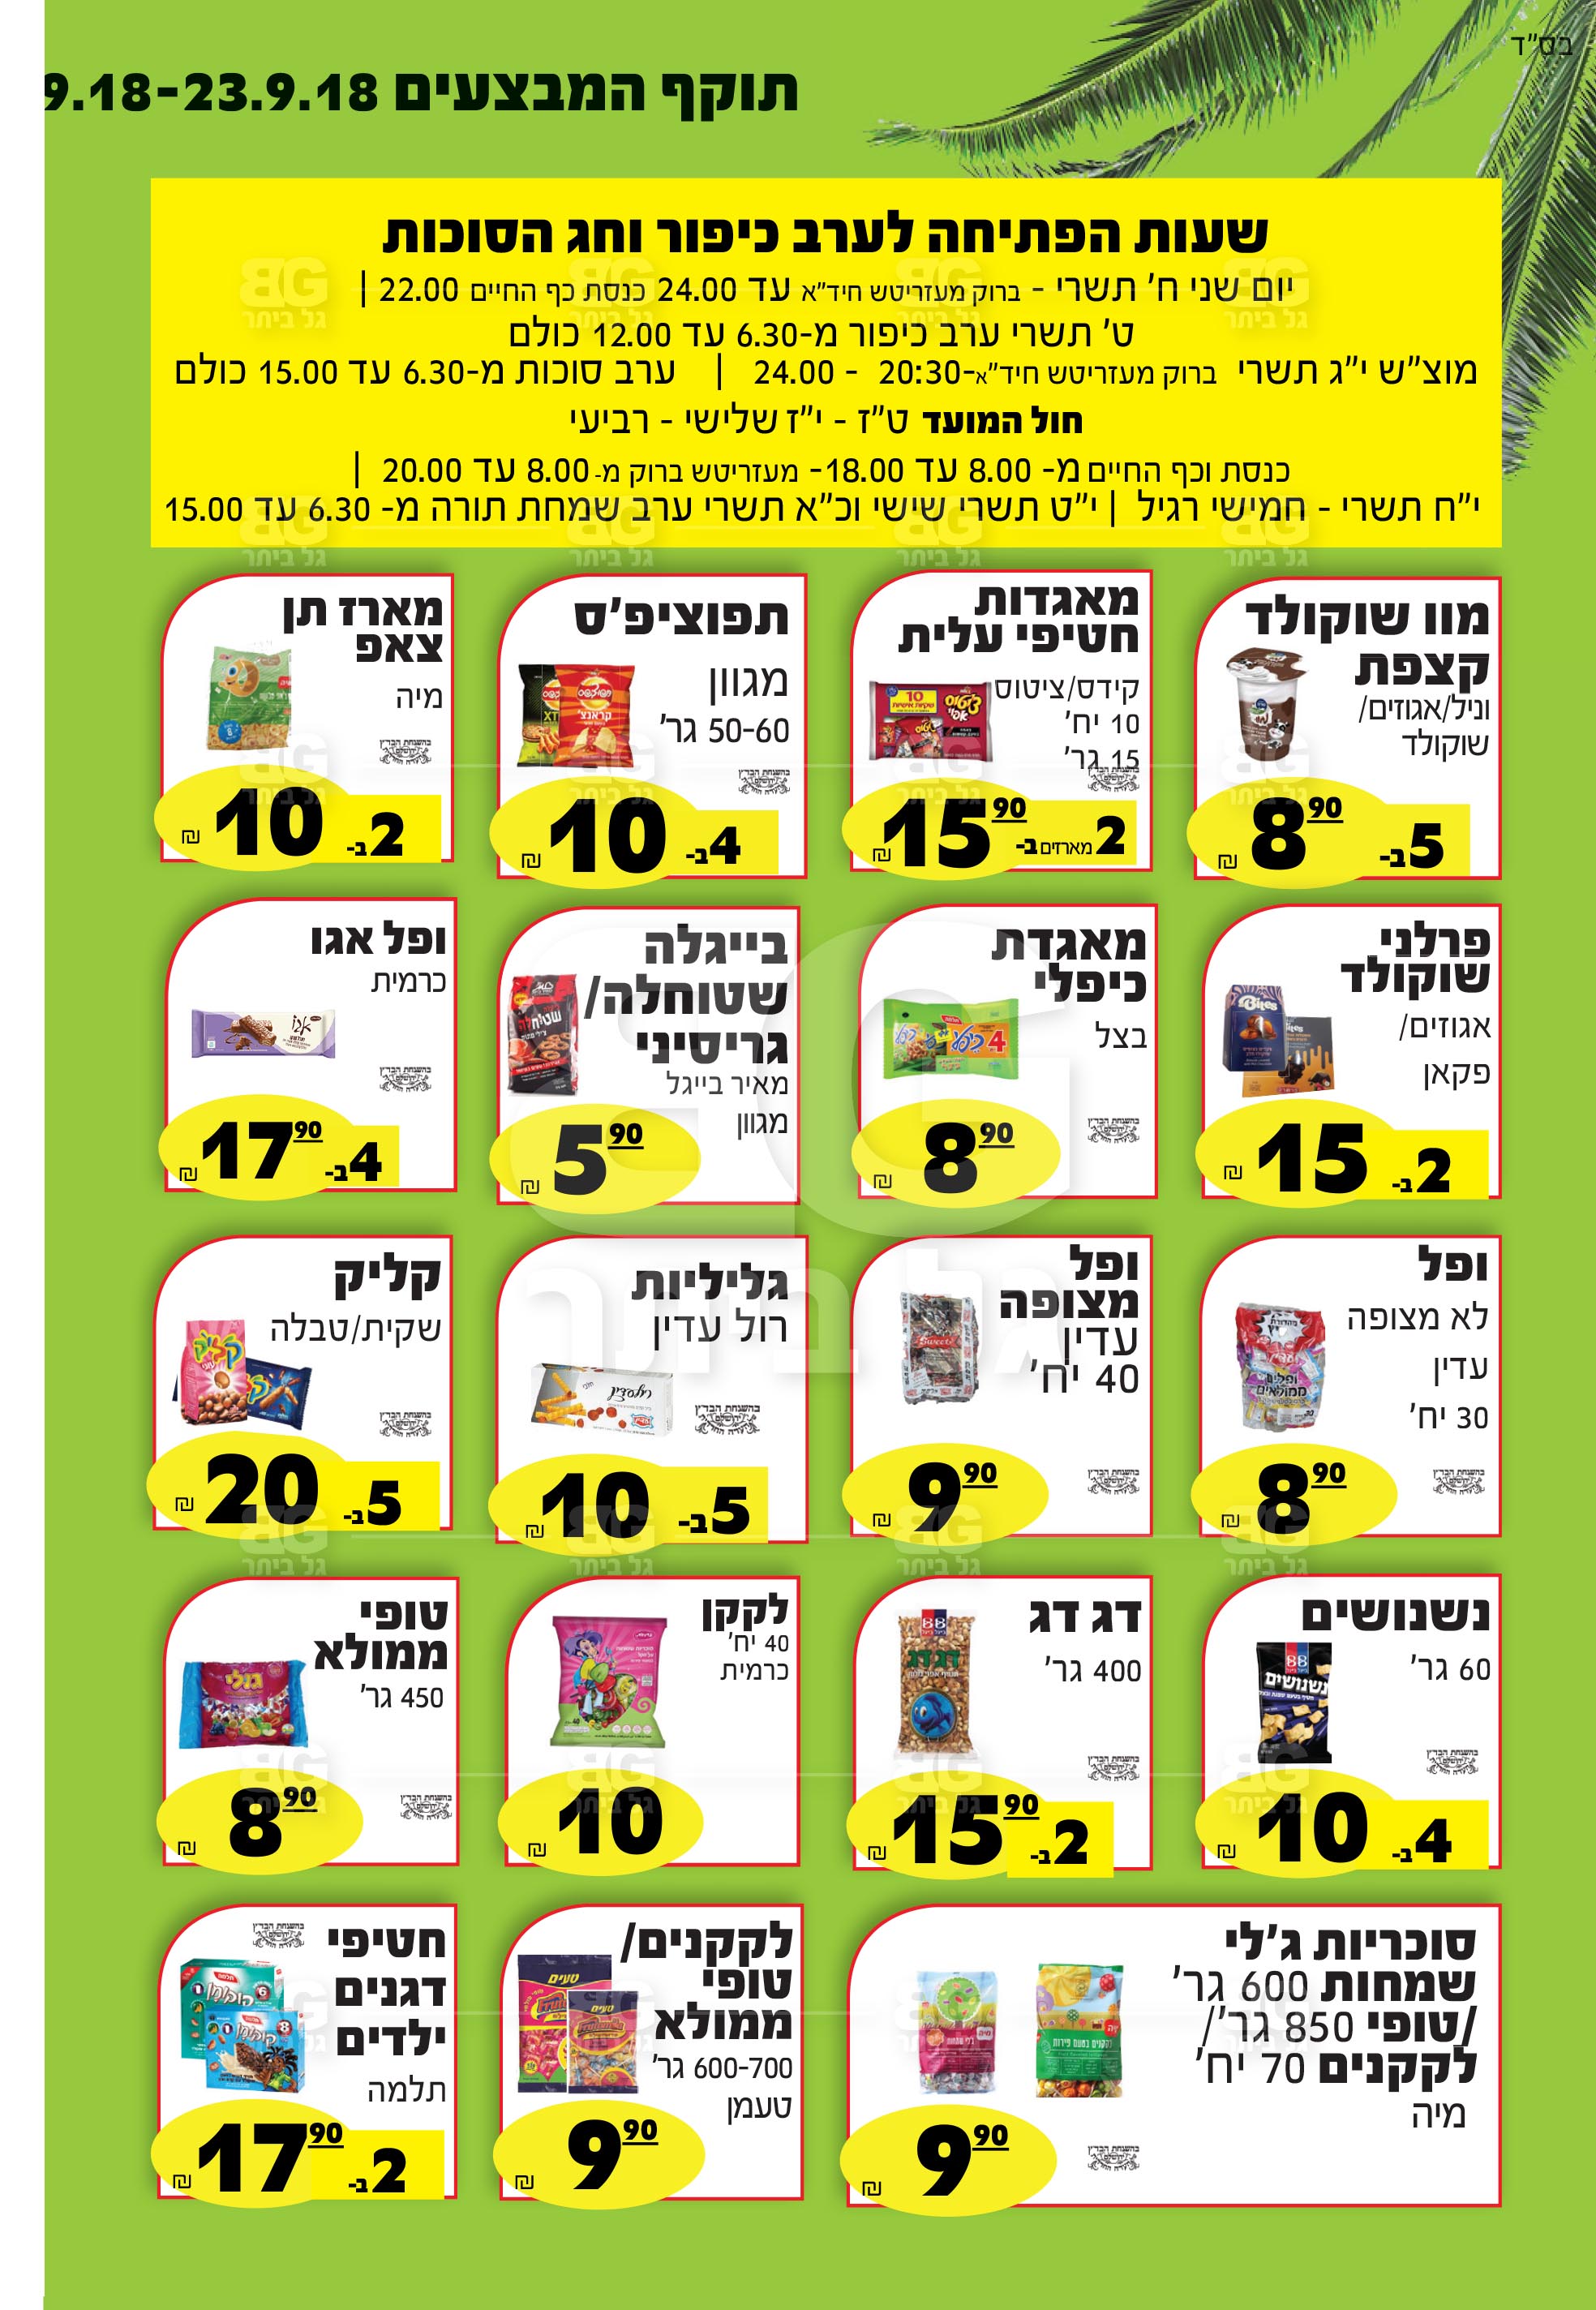 בס"ד
תוקף המבצעים 9.18-23.9.18
שעות הפתיחה לערב כיפור וחג הסוכות
יום שני ח' תשרי - ברוק מעזריטש חיד"א עד 24.00 כנסת כף החיים 22.00 |
ט' תשרי ערב כיפור מ-6.30 עד 12.00 כולם
מוצ"ש י"ג תשרי ברוק מעזריטש חיד"א-20:30 - 24.00 | ערב סוכות מ-6.30 עד 15.00 כולם
חול המועד ט"ז - י"ז שלישי - רביעי
כנסת וכף החיים מ- 8.00 עד 18.00- מעזריטש ברוק מ-8.00 עד 20.00 |
י"ח תשרי - חמישי רגיל | י"ט תשרי שישי וכ"א תשרי ערב שמחת תורה מ- 6.30 עד 15.00
מוו שוקולד
קצפת
וניל/אגוזים/
שוקולד
5 ב- 8.90 ₪
מאגדות
חטיפי עלית
קידס/ציטוס
10 יח'
15 גר'
2 מארזים ב- 15.90 ₪
תפוציפ'ס
מגוון
50-60 גר'
4 ב- 10 ₪
מארז תן
צאפ
מיה
2 ב- 10 ₪
פרלני
שוקולד
אגוזים/
פקאן
2 ב- 15 ₪
מאגדת
כיפלי
בצל
8.90 ₪
בייגלה
שטוחלה/
גריסיני
מאיר בייגל
מגוון
5.90 ₪
ופל אגו
כרמית
4 ב- 17.90 ₪
ופל
לא מצופה
עדין
30 יח'
8.90 ₪
ופל
מצופה
עדין
40 יח'
9.90 ₪
גליליות
רול עדין
5 ב- 10 ₪
קליק
שקית/טבלה
5 ב- 20 ₪
נשנושים
60 גר'
4 ב- 10 ₪
דג דג
400 גר'
2 ב- 15.90 ₪
לקקן
40 יח'
כרמית
10 ₪
טופי
ממולא
450 גר'
8.90 ₪
סוכריות ג'לי
שמחות 600 גר'
/טופי 850 גר'/
לקקנים 70 יח'
מיה
9.90 ₪
לקקנים/
טופי
ממולא
600-700 גר'
טעמן
9.90 ₪
חטיפי
דגנים
ילדים
תלמה
2 ב- 17.90 ₪
BG
גל ביתר